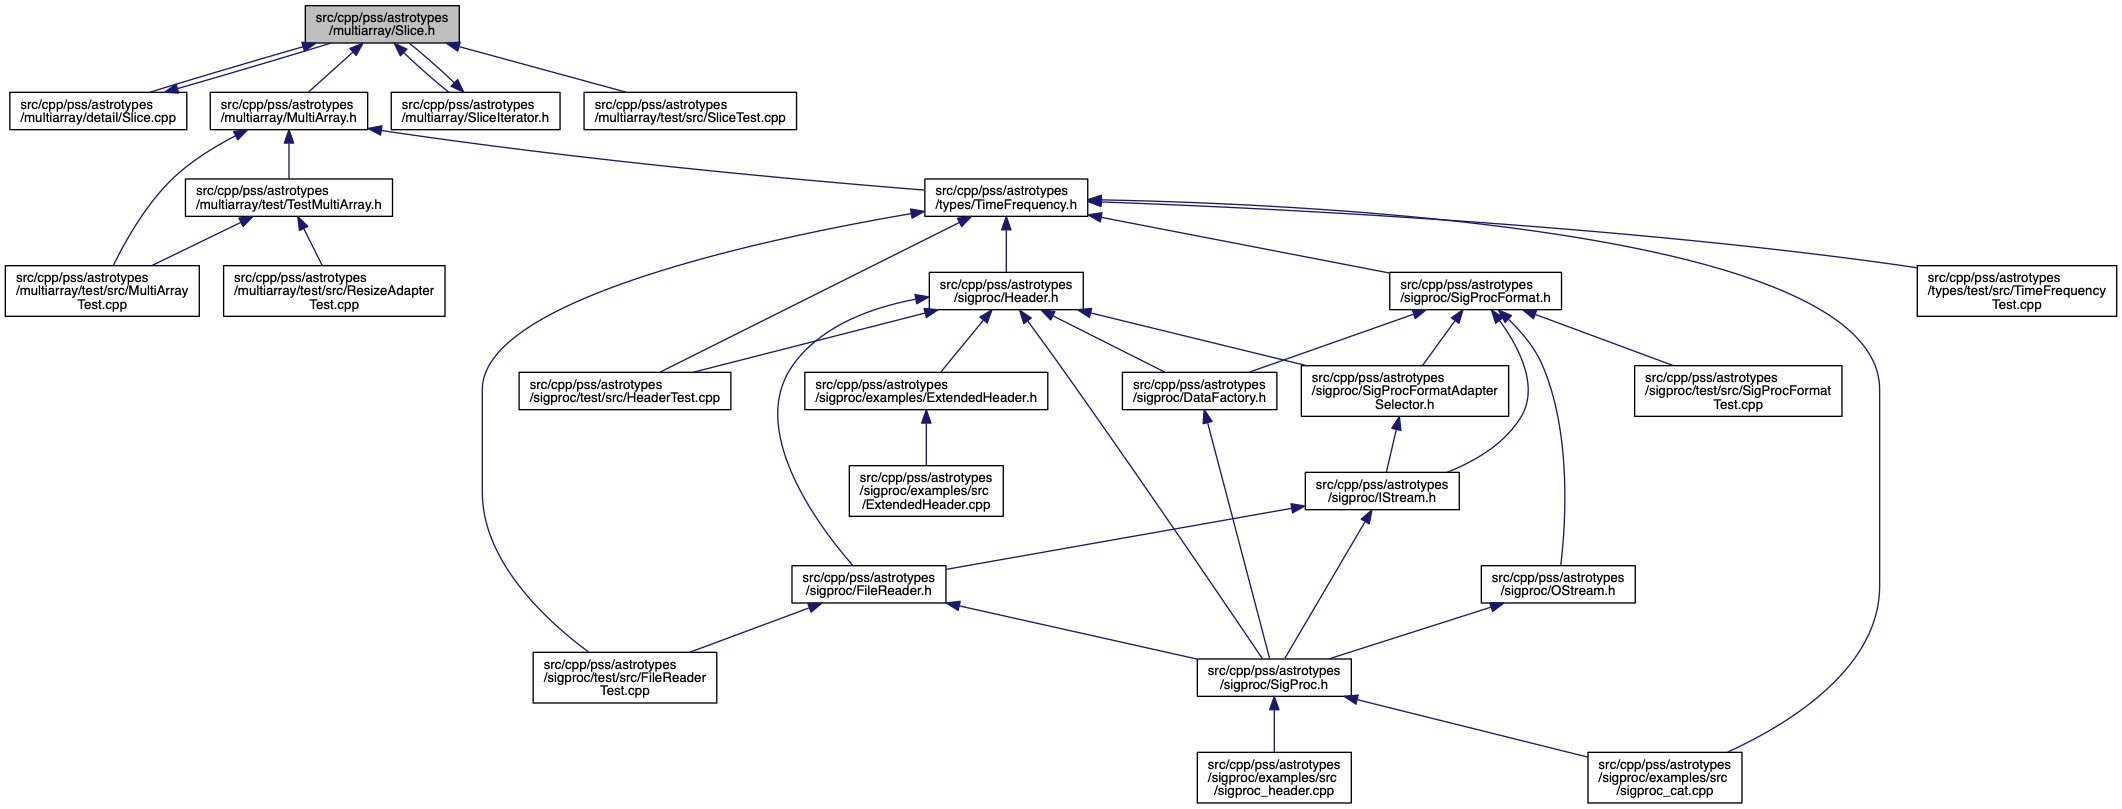 src/cpp/pss/astrotypes
/multiarray/Slice.h
src/cpp/pss/astrotypes
/multiarray/detail/Slice.cpp
src/cpp/pss/astrotypes
/multiarray/MultiArray.h
src/cpp/pss/astrotypes
/multiarray/SliceIterator.h
src/cpp/pss/astrotypes
/multiarray/test/src/SliceTest.cpp
src/cpp/pss/astrotypes
/multiarray/test/TestMultiArray.h
src/cpp/pss/astrotypes
/types/TimeFrequency.h
src/cpp/pss/astrotypes
/multiarray/test/src/MultiArray
Test.cpp
src/cpp/pss/astrotypes
/multiarray/test/src/ResizeAdapter
Test.cpp
src/cpp/pss/astrotypes
/sigproc/Header.h
src/cpp/pss/astrotypes
/sigproc/SigProcFormat.h
src/cpp/pss/astrotypes
/types/test/src/TimeFrequency
Test.cpp
src/cpp/pss/astrotypes
/sigproc/test/src/HeaderTest.cpp
src/cpp/pss/astrotypes
/sigproc/examples/ExtendedHeader.h
src/cpp/pss/astrotypes
/sigproc/DataFactory.h
src/cpp/pss/astrotypes
/sigproc/SigProcFormatAdapter
Selector.h
src/cpp/pss/astrotypes
/sigproc/test/src/SigProcFormat
Test.cpp
src/cpp/pss/astrotypes
/sigproc/examples/src
/ExtendedHeader.cpp
src/cpp/pss/astrotypes
/sigproc/IStream.h
src/cpp/pss/astrotypes
/sigproc/FileReader.h
src/cpp/pss/astrotypes
/sigproc/OStream.h
src/cpp/pss/astrotypes
/sigproc/test/src/FileReader
Test.cpp
src/cpp/pss/astrotypes
/sigproc/SigProc.h
src/cpp/pss/astrotypes
/sigproc/examples/src
/sigproc_header.cpp
src/cpp/pss/astrotypes
/sigproc/examples/src
/sigproc_cat.cpp